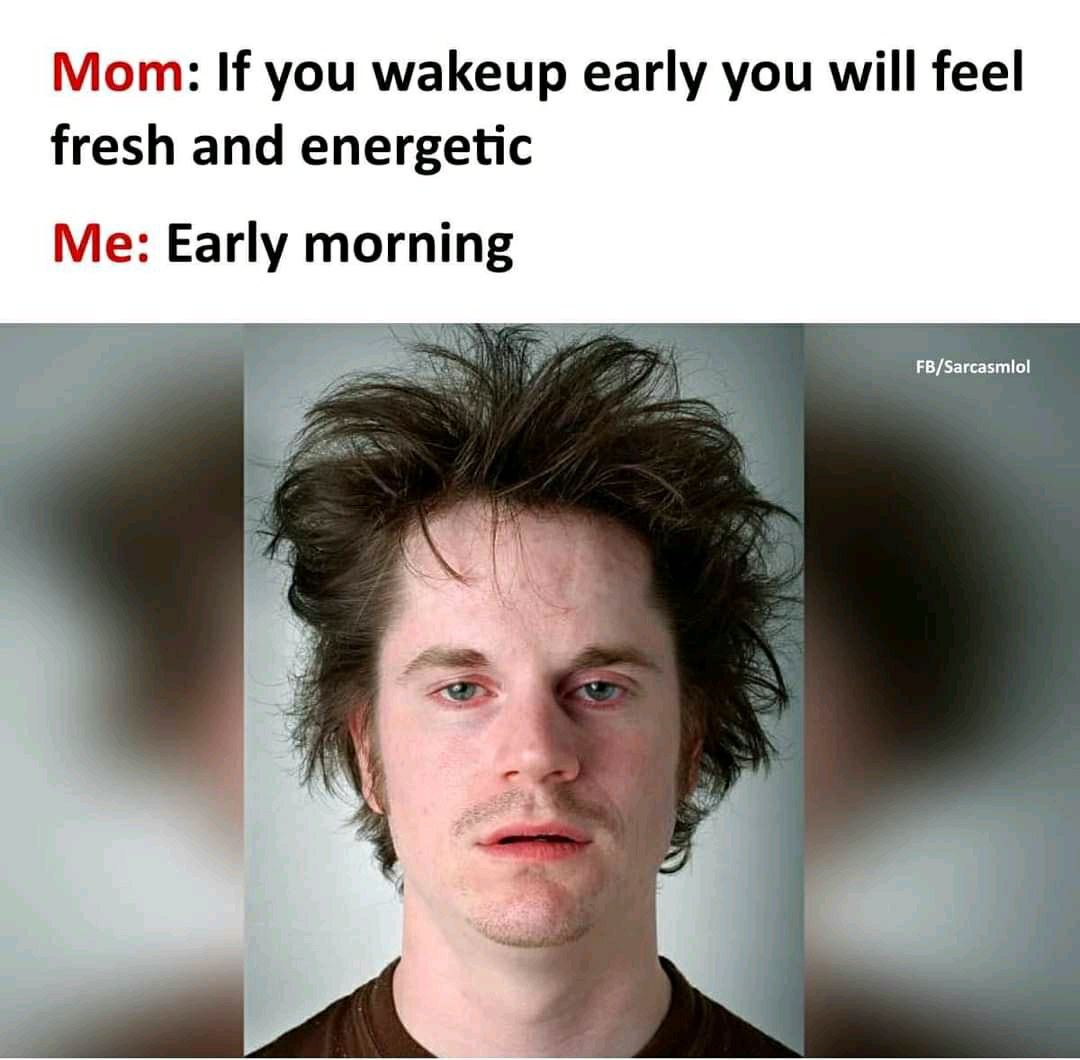 Mom: If you wakeup early you will feel
fresh and energetic
Me: Early morning
FB/Sarcasmlol